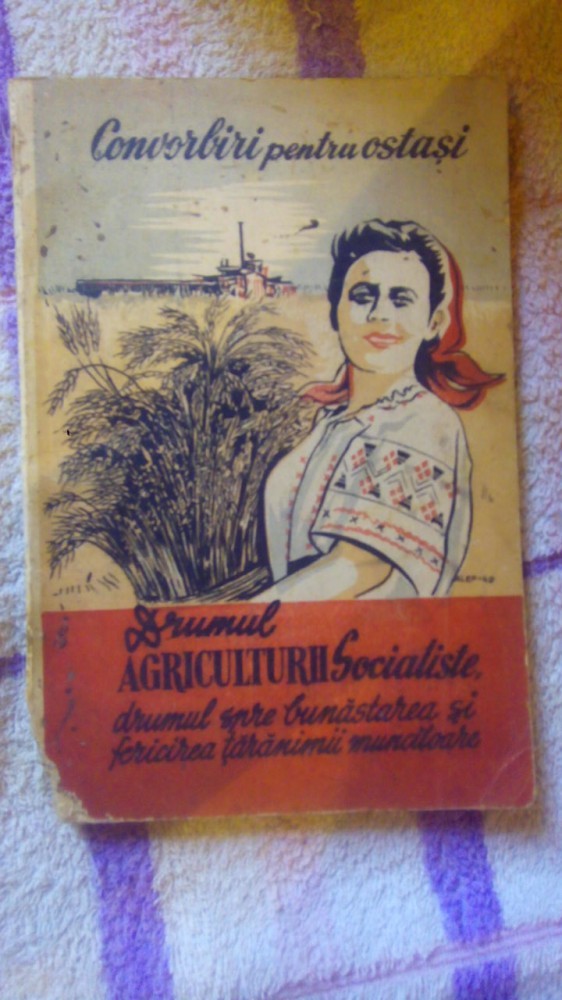 Convorbiri pentru ostași
Drumul
AGRICULTURII Socialiste,
drumul spre bunăstarea și
fericirea țărănimii muncitoare